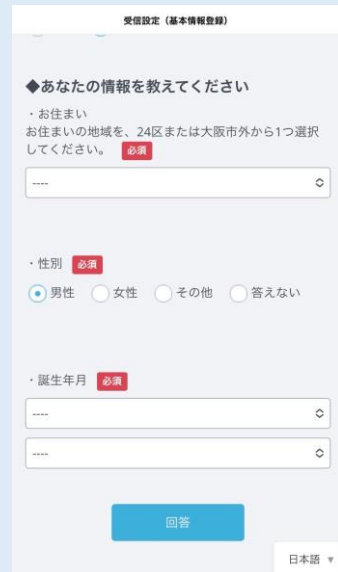 受信設定（基本情報登録）
◆あなたの情報を教えてください
・お住まい
お住まいの地域を、24区または大阪市外から1つ選択
してください。 必須
----
・性別 必須
男性 女性 その他 答えない
・誕生年月 必須
----
----
回答
日本語 ▼